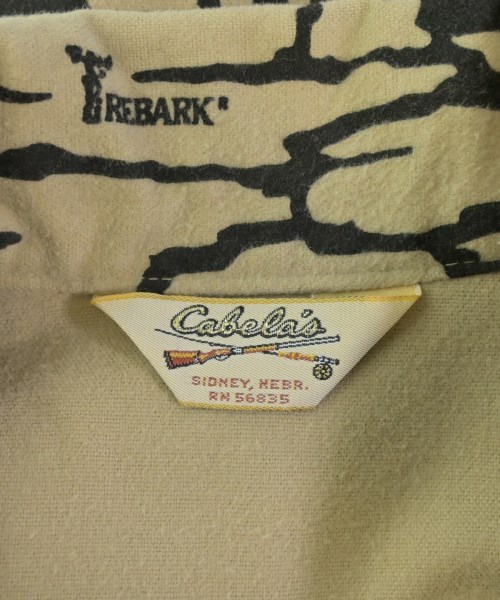 TREBARK®
Cabela's
SIDNEY, NEBR.
RN 56835